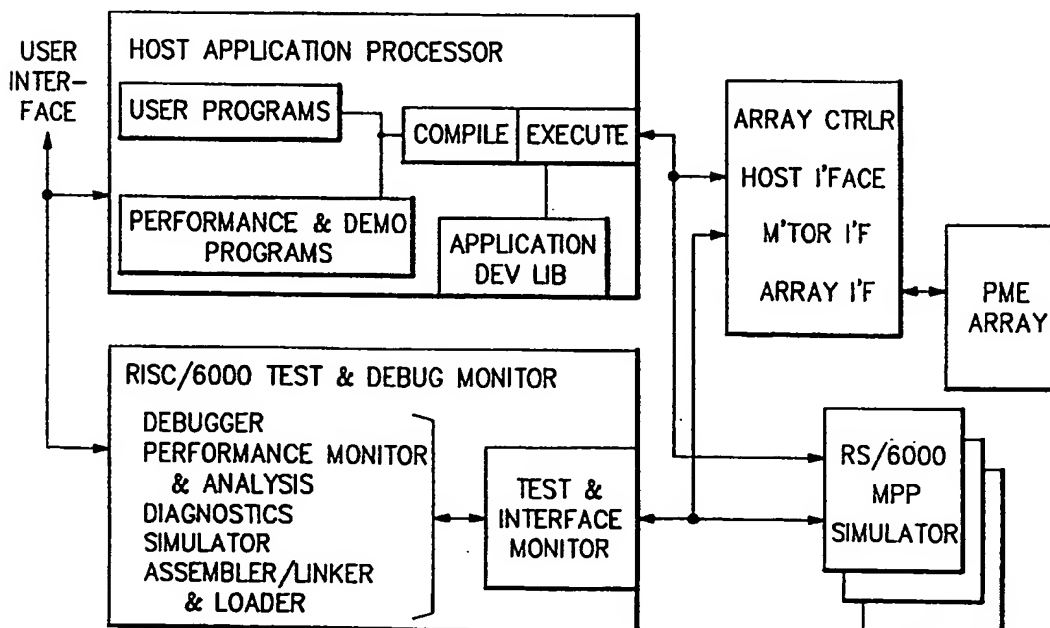 USER
INTER-
FACE
HOST APPLICATION PROCESSOR
USER PROGRAMS
COMPILE
EXECUTE
PERFORMANCE & DEMO
PROGRAMS
APPLICATION
DEV LIB
ARRAY CTRLR
HOST I'FACE
M'TOR I'F
ARRAY I'F
PME
ARRAY
RISC/6000 TEST & DEBUG MONITOR
DEBUGGER
PERFORMANCE MONITOR
& ANALYSIS
DIAGNOSTICS
SIMULATOR
ASSEMBLER/LINKER
& LOADER
TEST &
INTERFACE
MONITOR
RS/6000
MPP
SIMULATOR